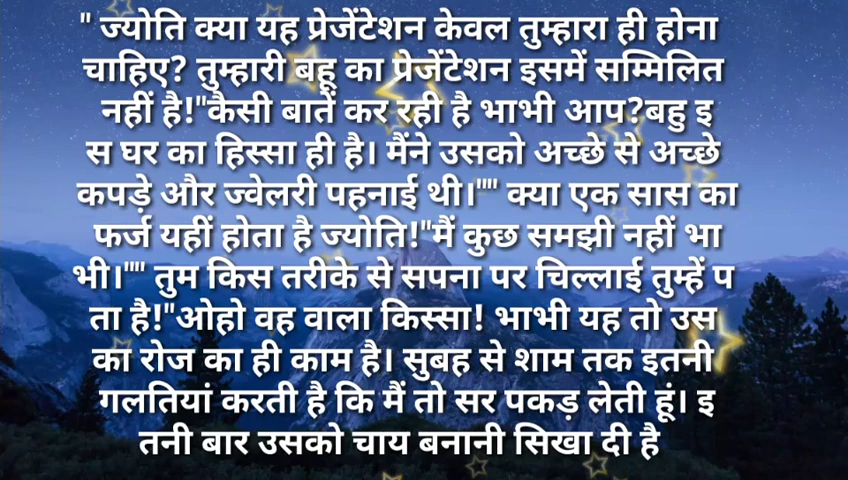 " ज्योति क्या यह प्रेजेंटेशन केवल तुम्हारा ही होना
चाहिए? तुम्हारी बहू का प्रेजेंटेशन इसमें सम्मिलित
नहीं है!"कैसी बातें कर रही है भाभी आप?बहु इ
स घर का हिस्सा ही है। मैंने उसको अच्छे से अच्छे
कपड़े और ज्वेलरी पहनाई थी।"" क्या एक सास का
फर्ज यहीं होता है ज्योति!"मैं कुछ समझी नहीं भा
भी।"" तुम किस तरीके से सपना पर चिल्लाई तुम्हें प
ता है!"ओहो वह वाला किस्सा! भाभी यह तो उस
का रोज का ही काम है। सुबह से शाम तक इतनी
गलतियां करती है कि मैं तो सर पकड़ लेती हूं। इ
तनी बार उसको चाय बनानी सिखा दी है